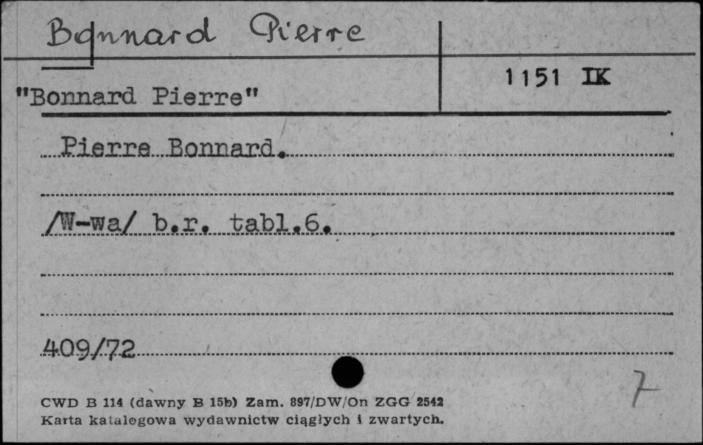 Bonnard Pierre
1151 IK
"Bonnard Pierre"
Pierre Bonnard.
/W-wa/ b.r. tabl.6.
409/72
7
CWD B 114 (dawny B 15b) Zam. 897/DW/On ZGG 2542
Karta katalogowa wydawnictw ciągłych i zwartych.